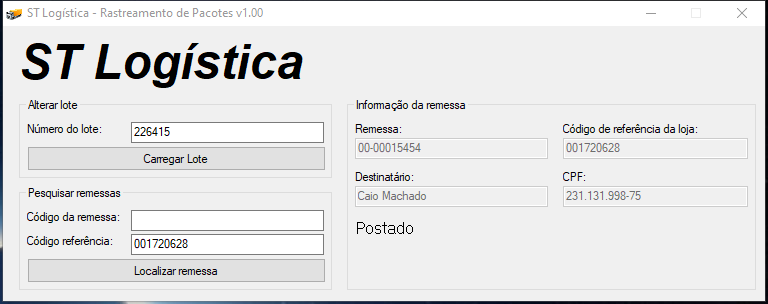 ST Logística - Rastreamento de Pacotes v1.00
ST Logística
Alterar lote
Número do lote: 226415
Carregar Lote
Pesquisar remessas
Código da remessa:
Código referência: 001720628
Localizar remessa
Informação da remessa
Remessa: Código de referência da loja:
00-00015454 001720628
Destinatário: CPF:
Caio Machado 231.131.998-75
Postado